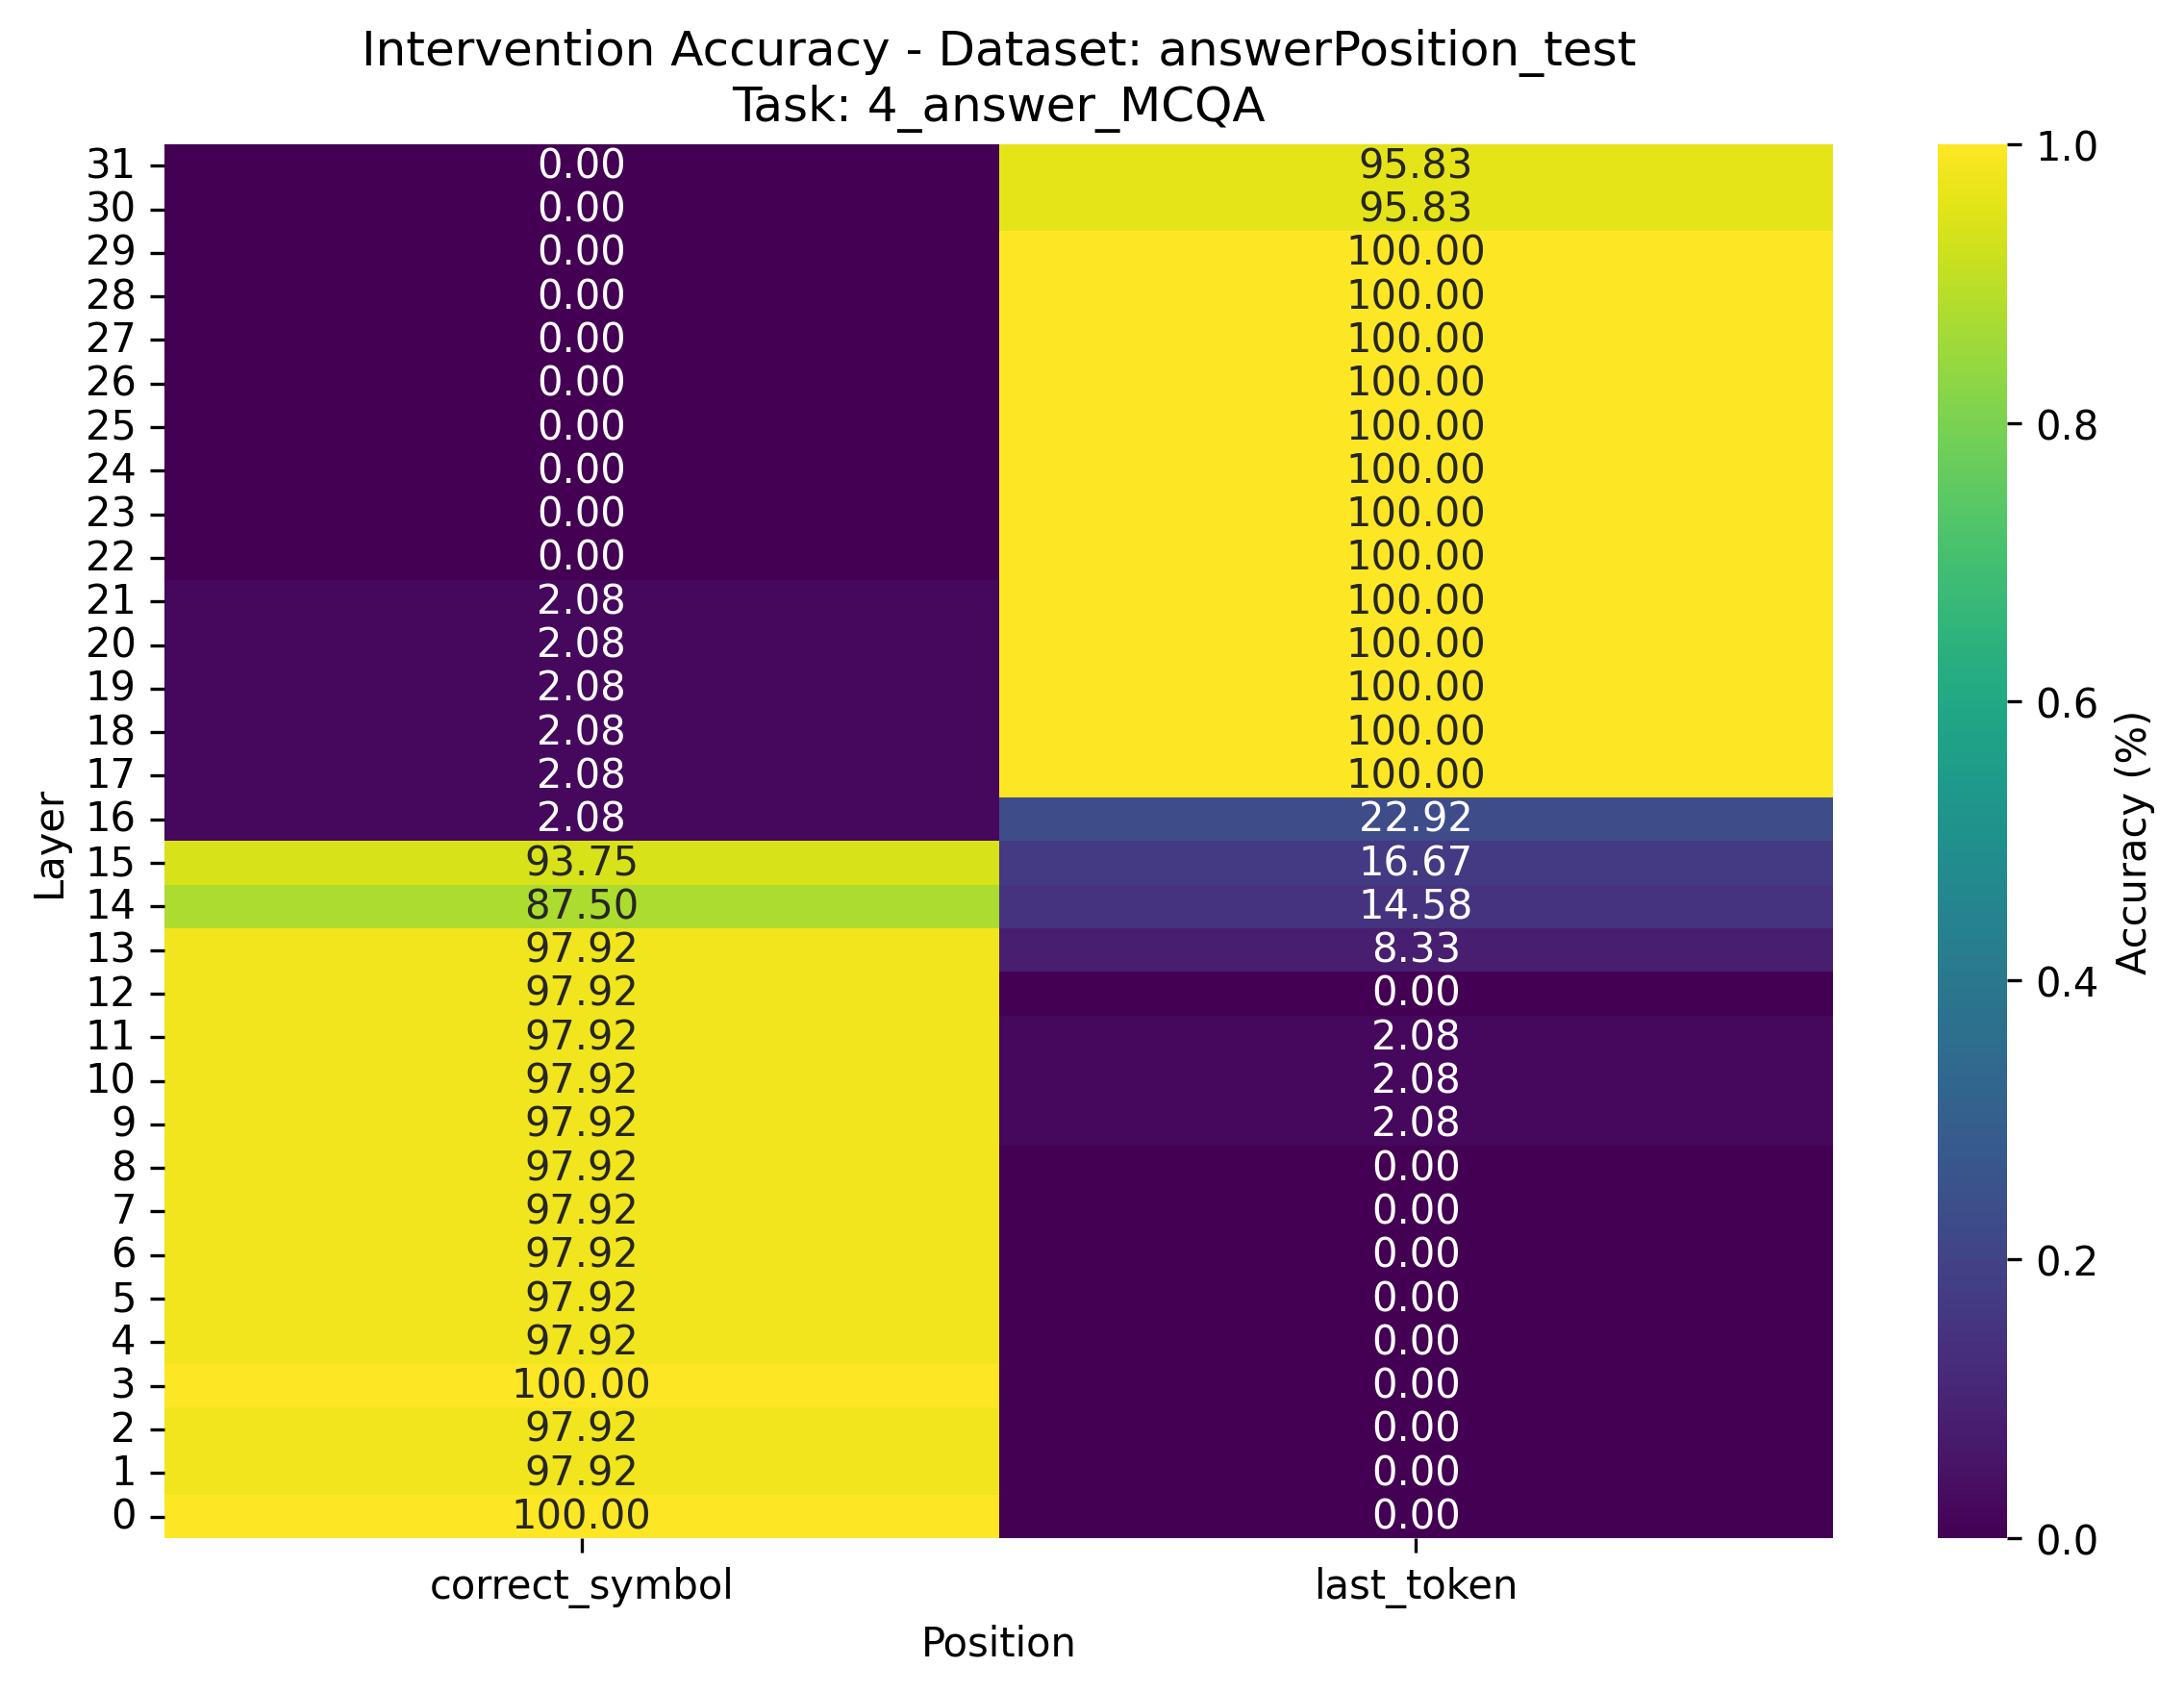 Intervention Accuracy - Dataset: answerPosition_test
Task: 4_answer_MCQA
31 0.00 95.83 1.0
30 0.00 95.83
29 0.00 100.00
28 0.00 100.00
27 0.00 100.00
26 0.00 100.00
25 0.00 100.00 0.8
24 0.00 100.00
23 0.00 100.00
22 0.00 100.00
21 2.08 100.00
20 2.08 100.00
19 2.08 100.00 0.6
18 2.08 100.00
17 2.08 100.00
16 2.08 22.92
15 93.75 16.67
14 87.50 14.58
13 97.92 8.33
12 97.92 0.00 0.4
11 97.92 2.08
10 97.92 2.08
9 97.92 2.08
8 97.92 0.00
7 97.92 0.00
6 97.92 0.00 0.2
5 97.92 0.00
4 97.92 0.00
3 100.00 0.00
2 97.92 0.00
1 97.92 0.00
0 100.00 0.00 0.0
Layer
Accuracy (%)
correct_symbol last_token
Position